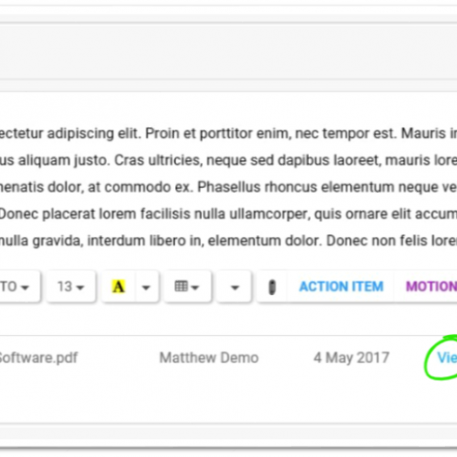 ectetur adipiscing elit. Proin et porttitor enim, nec tempor est. Mauris in
us aliquam justo. Cras ultricies, neque sed dapibus laoreet, mauris lore
nenatis dolor, at commodo ex. Phasellus rhoncus elementum neque ve
Donec placerat lorem facilisis nulla ullamcorper, quis ornare elit accum
nulla gravida, interdum libero in, elementum dolor. Donec non felis lore
TO 13 A ACTION ITEM MOTION
Software.pdf Matthew Demo 4 May 2017 Vie